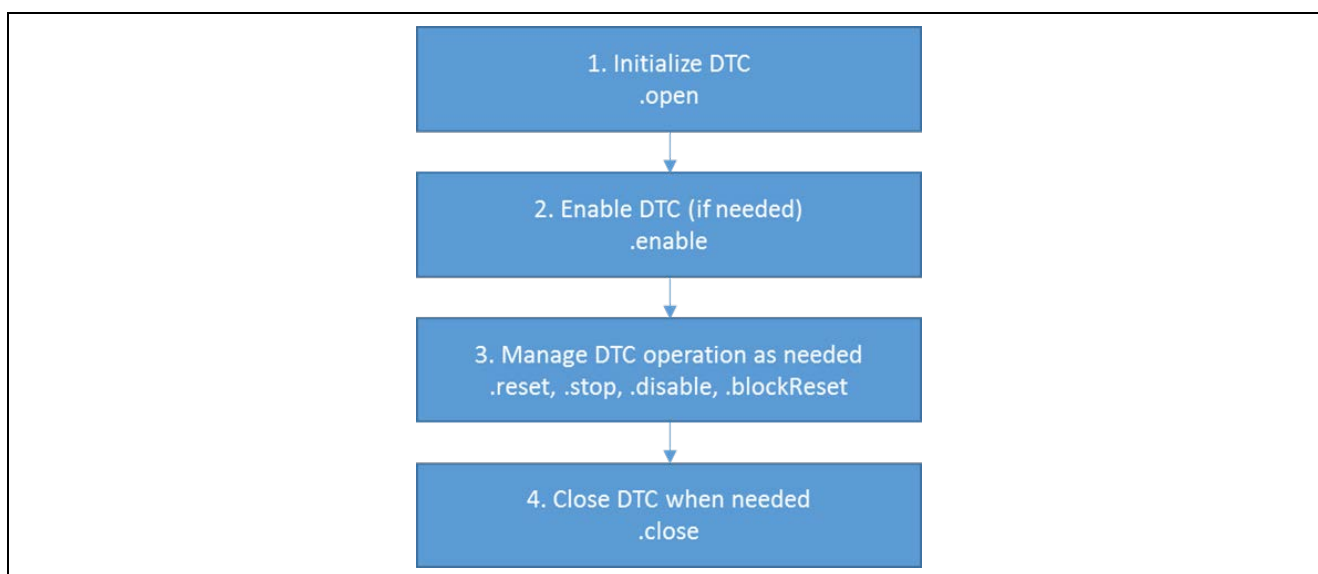 1. Initialize DTC
.open
2. Enable DTC (if needed)
.enable
3. Manage DTC operation as needed
.reset, .stop, .disable, .blockReset
4. Close DTC when needed
.close